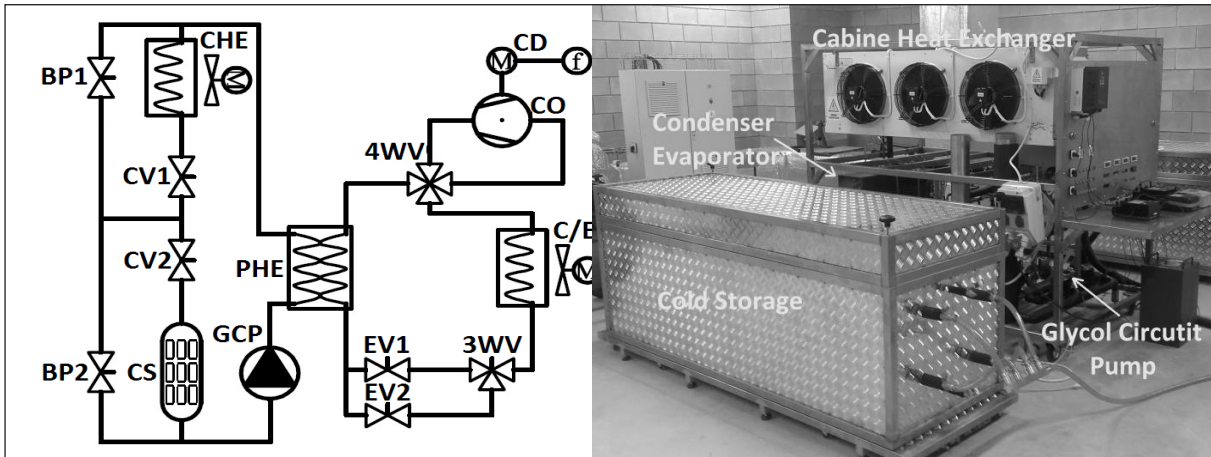 CHE
M
BP1
CD
M
f
CO
4WV
CV1
C/E
M
CV2
PHE
GCP
EV1
3WV
BP2
CS
EV2
Cabine Heat Exchanger
Condenser
Evaporator
Cold Storage
Glycol Circutit
Pump